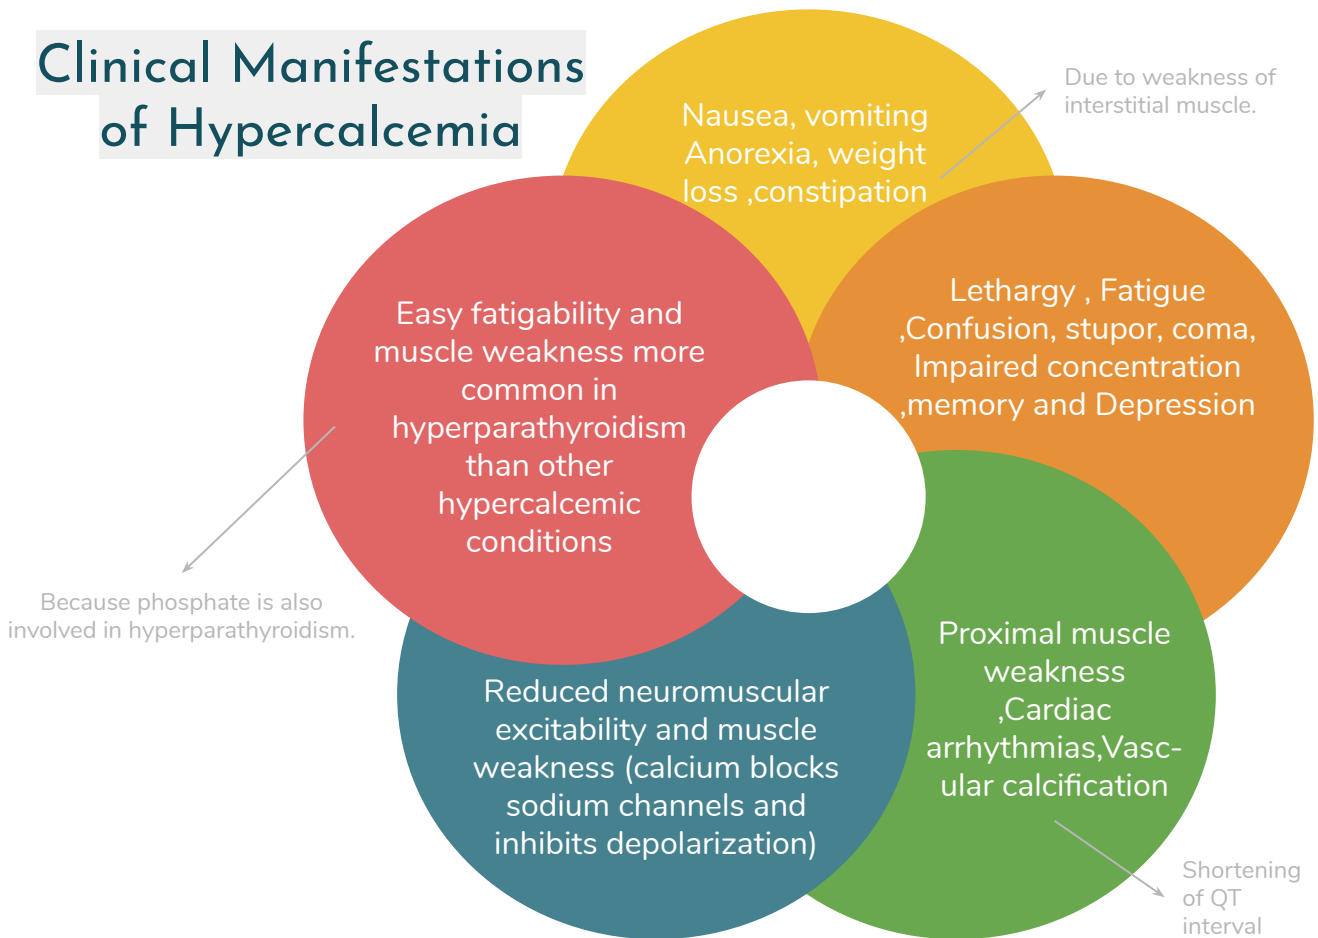 Clinical Manifestations
of Hypercalcemia
Nausea, vomiting
Anorexia, weight
loss ,constipation
Due to weakness of
interstitial muscle.
Lethargy , Fatigue
,Confusion, stupor, coma,
Impaired concentration
,memory and Depression
Easy fatigability and
muscle weakness more
common in
hyperparathyroidism
than other
hypercalcemic
conditions
Because phosphate is also
involved in hyperparathyroidism.
Proximal muscle
weakness
,Cardiac
arrhythmias,Vasc-
ular calcification
Reduced neuromuscular
excitability and muscle
weakness (calcium blocks
sodium channels and
inhibits depolarization)
Shortening
of QT
interval